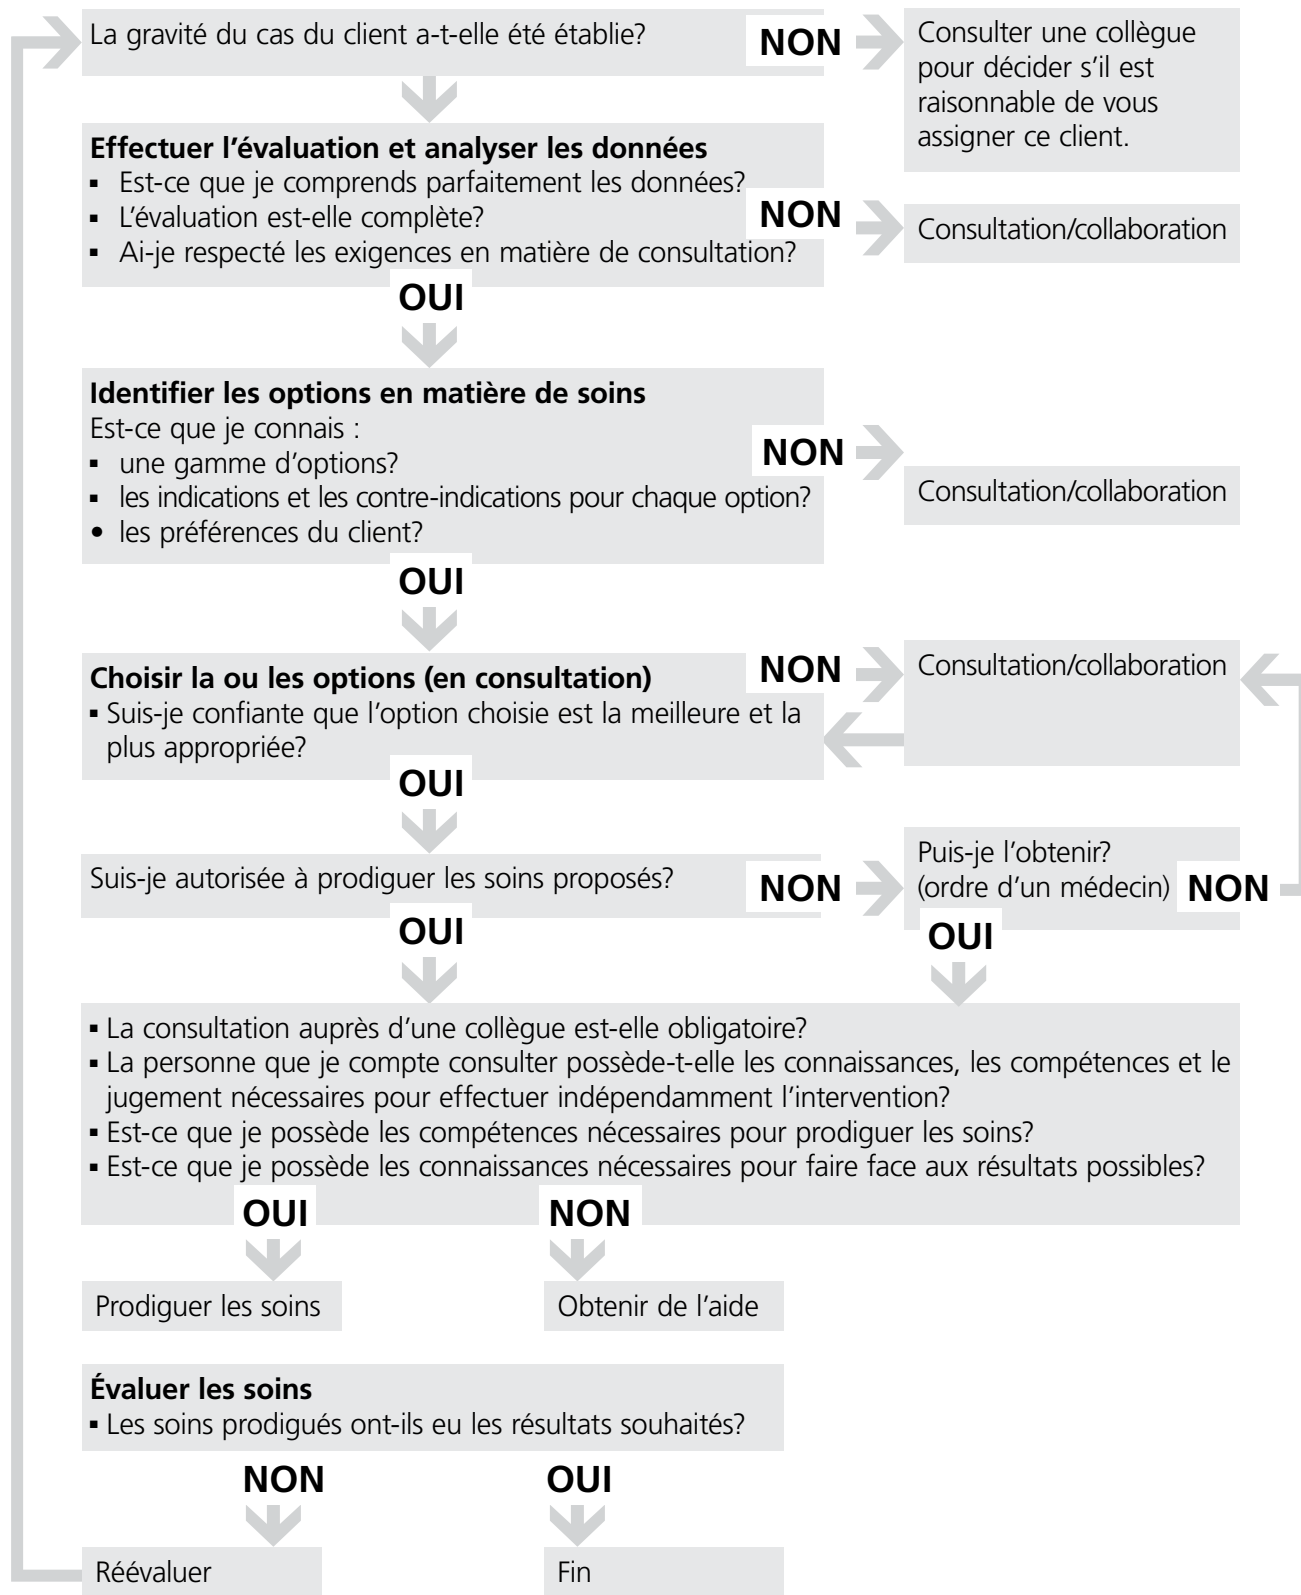 La gravité du cas du client a-t-elle été établie?
NON
Consulter une collègue
pour décider s’il est
raisonnable de vous
assigner ce client.
Effectuer l’évaluation et analyser les données
▪ Est-ce que je comprends parfaitement les données?
▪ L’évaluation est-elle complète?
▪ Ai-je respecté les exigences en matière de consultation?
NON
Consultation/collaboration
OUI
Identifier les options en matière de soins
Est-ce que je connais :
▪ une gamme d’options?
▪ les indications et les contre-indications pour chaque option?
• les préférences du client?
NON
Consultation/collaboration
OUI
Choisir la ou les options (en consultation)
▪ Suis-je confiante que l’option choisie est la meilleure et la
plus appropriée?
NON
Consultation/collaboration
OUI
Suis-je autorisée à prodiguer les soins proposés?
NON
Puis-je l’obtenir?
(ordre d’un médecin)
NON
OUI
OUI
▪ La consultation auprès d’une collègue est-elle obligatoire?
▪ La personne que je compte consulter possède-t-elle les connaissances, les compétences et le
jugement nécessaires pour effectuer indépendamment l’intervention?
▪ Est-ce que je possède les compétences nécessaires pour prodiguer les soins?
▪ Est-ce que je possède les connaissances nécessaires pour faire face aux résultats possibles?
OUI
NON
Prodiguer les soins
Obtenir de l’aide
Évaluer les soins
▪ Les soins prodigués ont-ils eu les résultats souhaités?
NON
OUI
Réévaluer
Fin